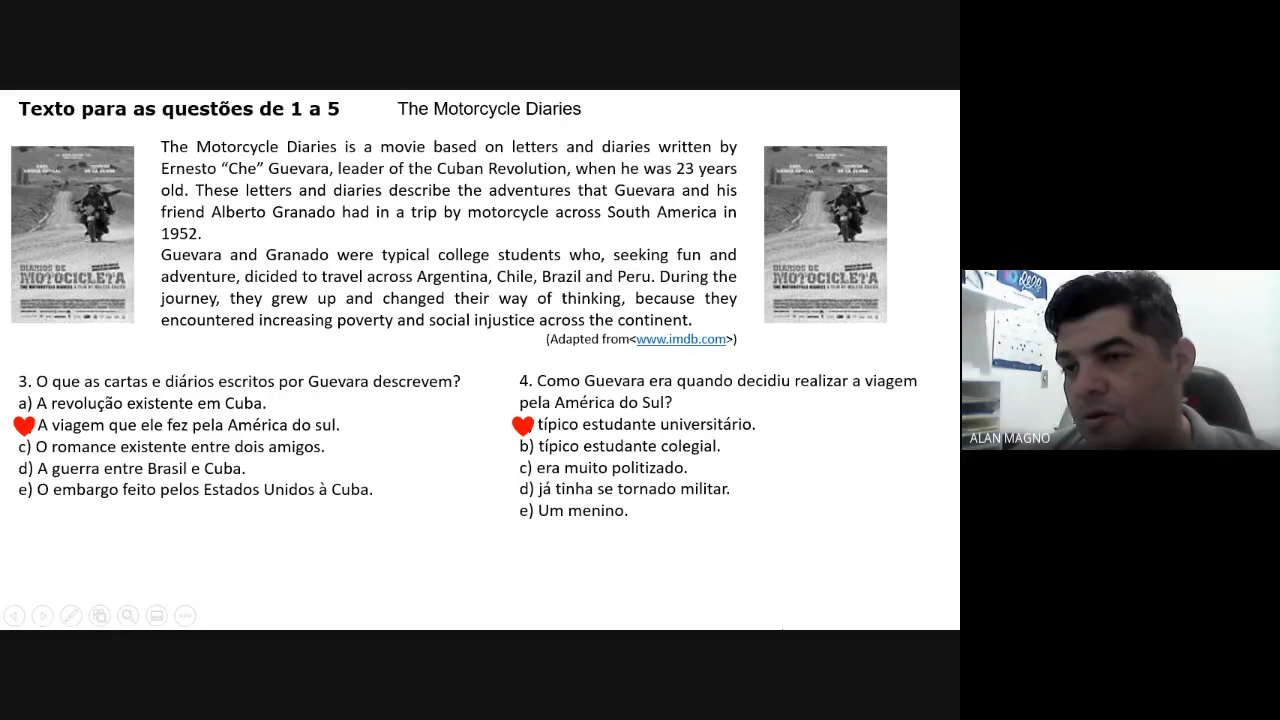 Texto para as questões de 1 a 5
The Motorcycle Diaries
The Motorcycle Diaries is a movie based on letters and diaries written by
Ernesto “Che” Guevara, leader of the Cuban Revolution, when he was 23 years
old. These letters and diaries describe the adventures that Guevara and his
friend Alberto Granado had in a trip by motorcycle across South America in
1952.
Guevara and Granado were typical college students who, seeking fun and
adventure, dicided to travel across Argentina, Chile, Brazil and Peru. During the
journey, they grew up and changed their way of thinking, because they
encountered increasing poverty and social injustice across the continent.
(Adapted from<www.imdb.com>)
DIARIOS DE
MOTOCICLETA
DIARIOS DE
MOTOCICLETA
3. O que as cartas e diários escritos por Guevara descrevem?
a) A revolução existente em Cuba.
A viagem que ele fez pela América do sul.
c) O romance existente entre dois amigos.
d) A guerra entre Brasil e Cuba.
e) O embargo feito pelos Estados Unidos à Cuba.
4. Como Guevara era quando decidiu realizar a viagem
pela América do Sul?
típico estudante universitário.
b) típico estudante colegial.
c) era muito politizado.
d) já tinha se tornado militar.
e) Um menino.
ALAN MAGNO